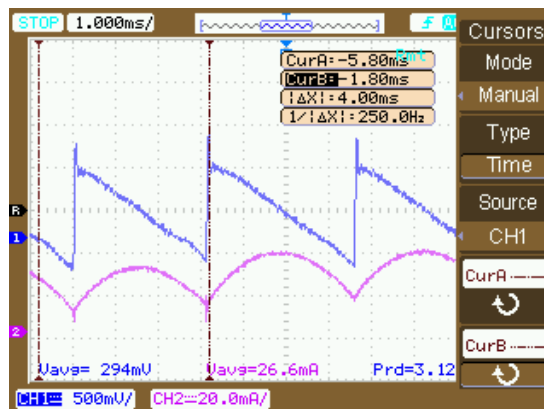 STOP 1.000ms/ T
Cursors
Mode
Manual
Type
Time
Source
CH1
CurA
CurB
CurA:-5.80ms
CurB:-1.80ms
|ΔX|:4.00ms
1/|ΔX|:250.0Hz
R
1
2
Vavg= 294mV Vavg=26.6mA Prd=3.12
CH1 500mV/ CH2 20.0mA/